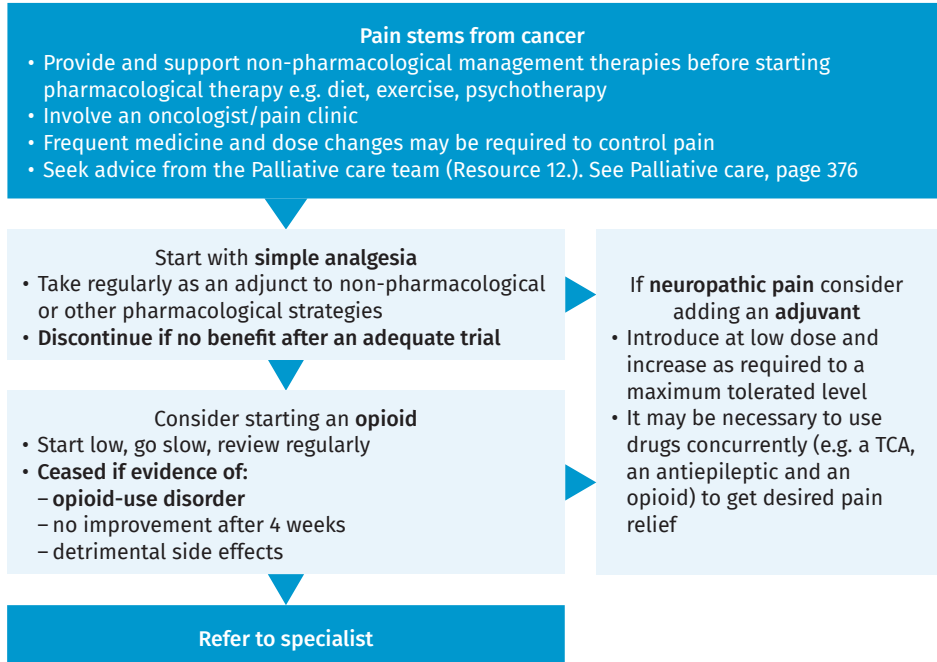 Pain stems from cancer
• Provide and support non-pharmacological management therapies before starting
pharmacological therapy e.g. diet, exercise, psychotherapy
• Involve an oncologist/pain clinic
• Frequent medicine and dose changes may be required to control pain
• Seek advice from the Palliative care team (Resource 12.). See Palliative care, page 376
Start with simple analgesia
• Take regularly as an adjunct to non-pharmacological
or other pharmacological strategies
• Discontinue if no benefit after an adequate trial
Consider starting an opioid
• Start low, go slow, review regularly
• Ceased if evidence of:
– opioid-use disorder
– no improvement after 4 weeks
– detrimental side effects
If neuropathic pain consider
adding an adjuvant
• Introduce at low dose and
increase as required to a
maximum tolerated level
• It may be necessary to use
drugs concurrently (e.g. a TCA,
an antiepileptic and an
opioid) to get desired pain
relief
Refer to specialist